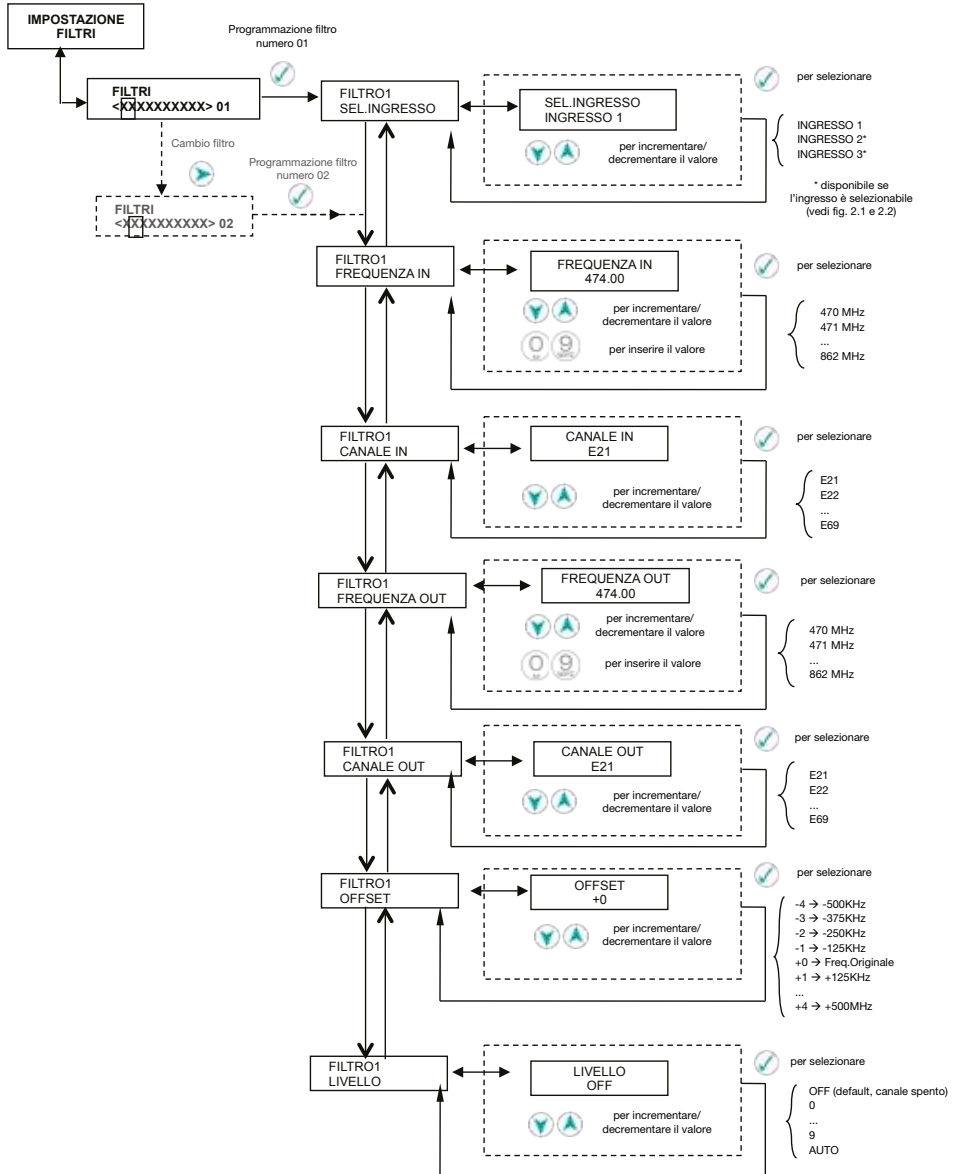 IMPOSTAZIONE
FILTRI
Programmazione filtro
numero 01
FILTRI
<XXXXXXXXXX> 01
Cambio filtro
Programmazione filtro
numero 02
FILTRI
<XXXXXXXXXX> 02
FILTRO1
SEL.INGRESSO
SEL.INGRESSO
INGRESSO 1
per incrementare/
decrementare il valore
per selezionare
INGRESSO 1
INGRESSO 2*
INGRESSO 3*
* disponibile se
l'ingresso è selezionabile
(vedi fig. 2.1 e 2.2)
FILTRO1
FREQUENZA IN
FREQUENZA IN
474.00
per incrementare/
decrementare il valore
0 9
per inserire il valore
per selezionare
470 MHz
471 MHz
...
862 MHz
FILTRO1
CANALE IN
CANALE IN
E21
per incrementare/
decrementare il valore
per selezionare
E21
E22
...
E69
FILTRO1
FREQUENZA OUT
FREQUENZA OUT
474.00
per incrementare/
decrementare il valore
0 9
per inserire il valore
per selezionare
470 MHz
471 MHz
...
862 MHz
FILTRO1
CANALE OUT
CANALE OUT
E21
per incrementare/
decrementare il valore
per selezionare
E21
E22
...
E69
FILTRO1
OFFSET
OFFSET
+0
per incrementare/
decrementare il valore
per selezionare
-4 → -500KHz
-3 → -375KHz
-2 → -250KHz
-1 → -125KHz
+0 → Freq.Originale
+1 → +125KHz
...
+4 → +500MHz
FILTRO1
LIVELLO
LIVELLO
OFF
per incrementare/
decrementare il valore
per selezionare
OFF (default, canale spento)
0
...
9
AUTO